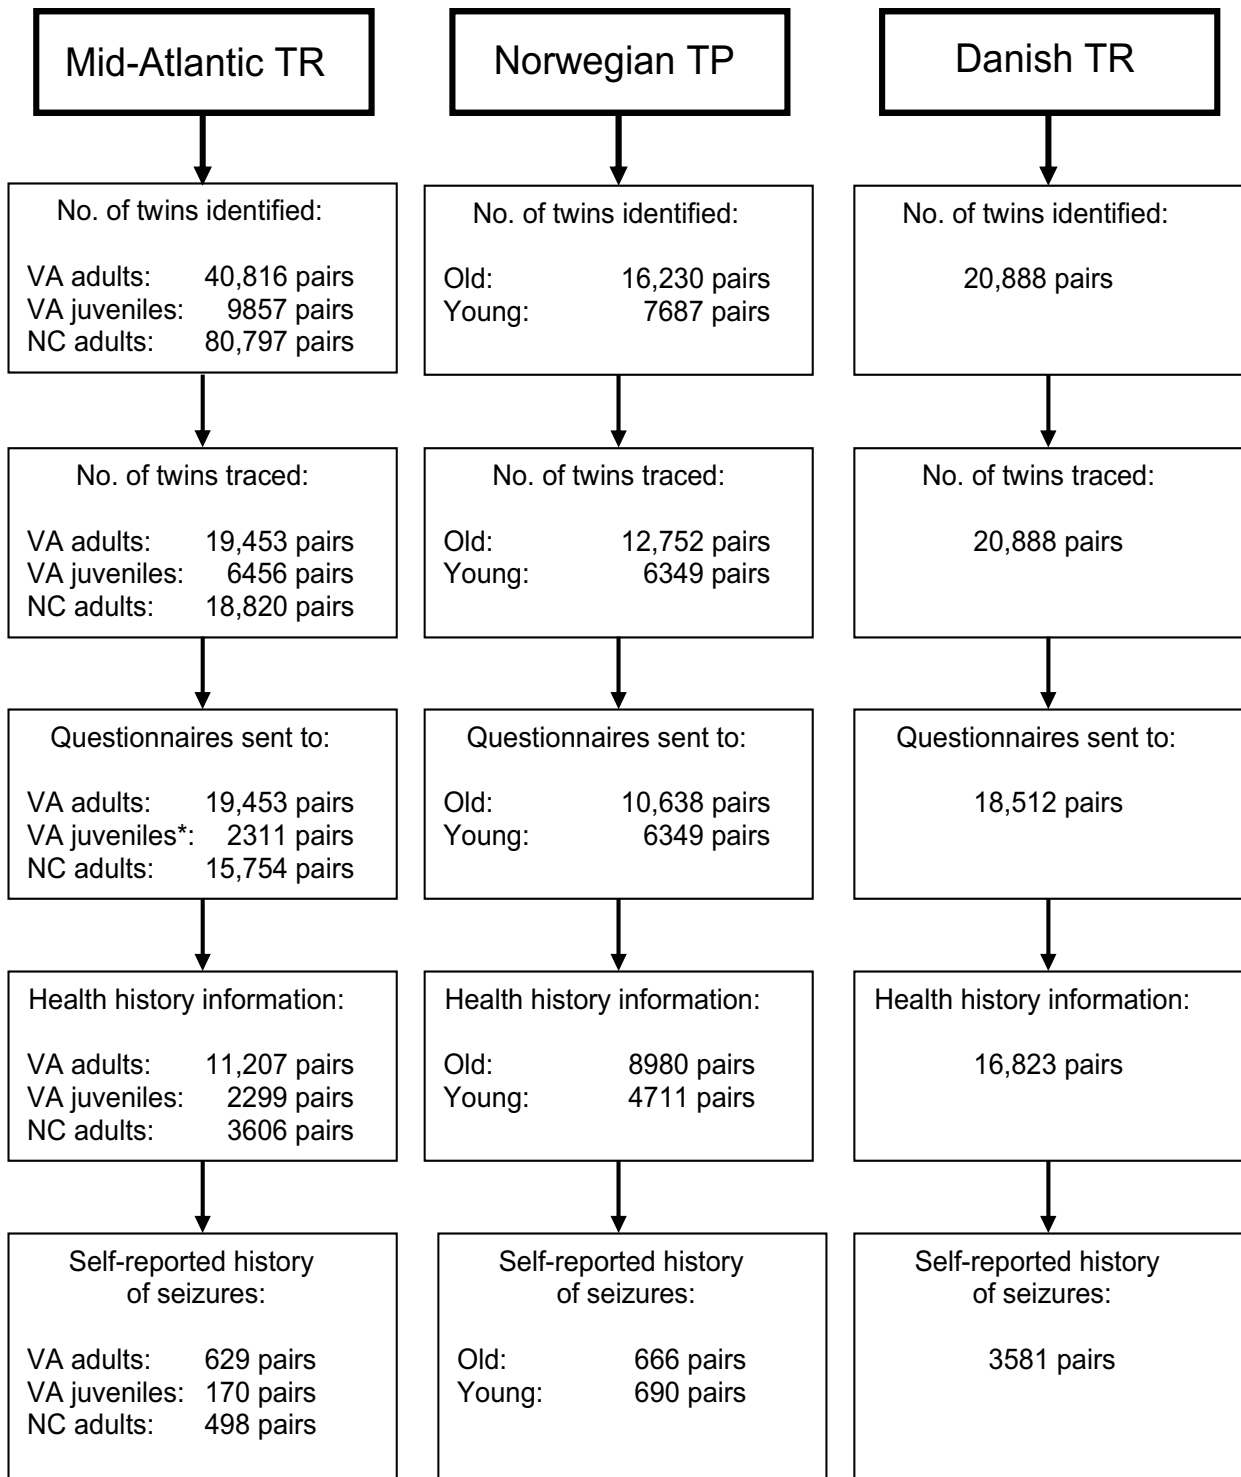 Mid-Atlantic TR
Norwegian TP
Danish TR
No. of twins identified:
VA adults: 40,816 pairs
VA juveniles: 9857 pairs
NC adults: 80,797 pairs
No. of twins identified:
Old: 16,230 pairs
Young: 7687 pairs
No. of twins identified:
20,888 pairs
No. of twins traced:
VA adults: 19,453 pairs
VA juveniles: 6456 pairs
NC adults: 18,820 pairs
No. of twins traced:
Old: 12,752 pairs
Young: 6349 pairs
No. of twins traced:
20,888 pairs
Questionnaires sent to:
VA adults: 19,453 pairs
VA juveniles*: 2311 pairs
NC adults: 15,754 pairs
Questionnaires sent to:
Old: 10,638 pairs
Young: 6349 pairs
Questionnaires sent to:
18,512 pairs
Health history information:
VA adults: 11,207 pairs
VA juveniles: 2299 pairs
NC adults: 3606 pairs
Health history information:
Old: 8980 pairs
Young: 4711 pairs
Health history information:
16,823 pairs
Self-reported history
of seizures:
VA adults: 629 pairs
VA juveniles: 170 pairs
NC adults: 498 pairs
Self-reported history
of seizures:
Old: 666 pairs
Young: 690 pairs
Self-reported history
of seizures:
3581 pairs